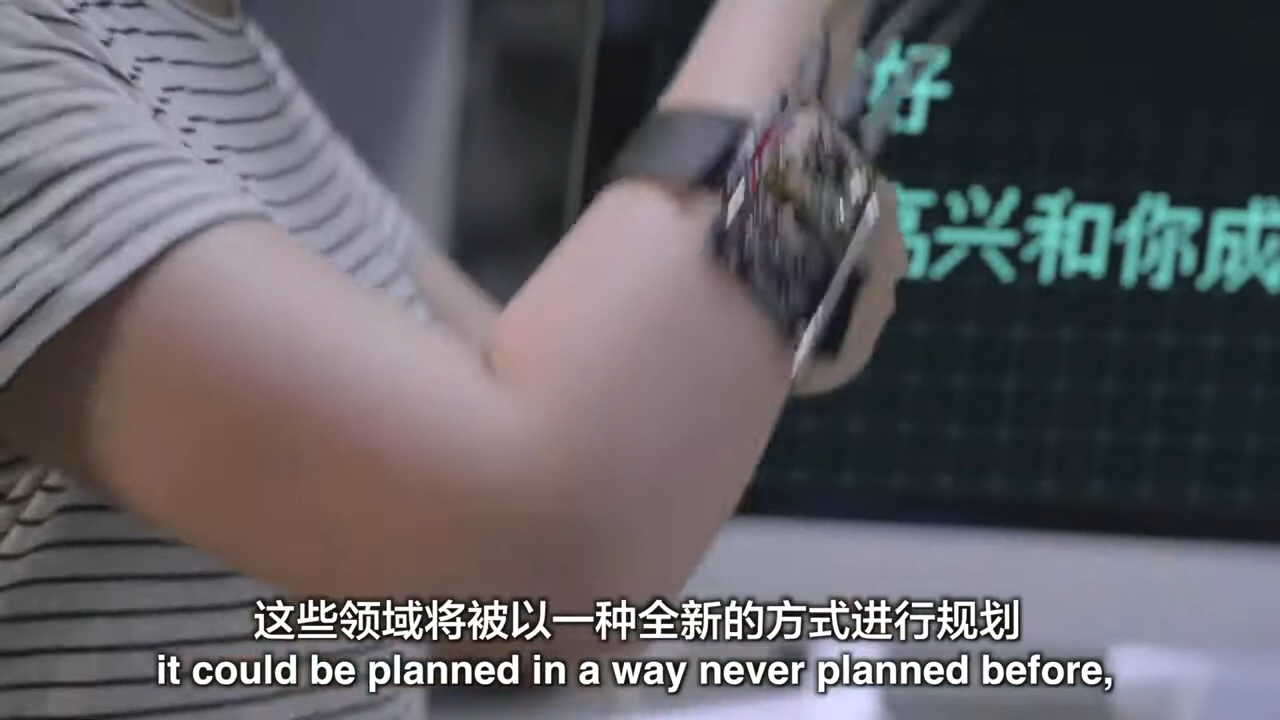 好
高兴和你成
这些领域将被以一种全新的方式进行规划
it could be planned in a way never planned before,